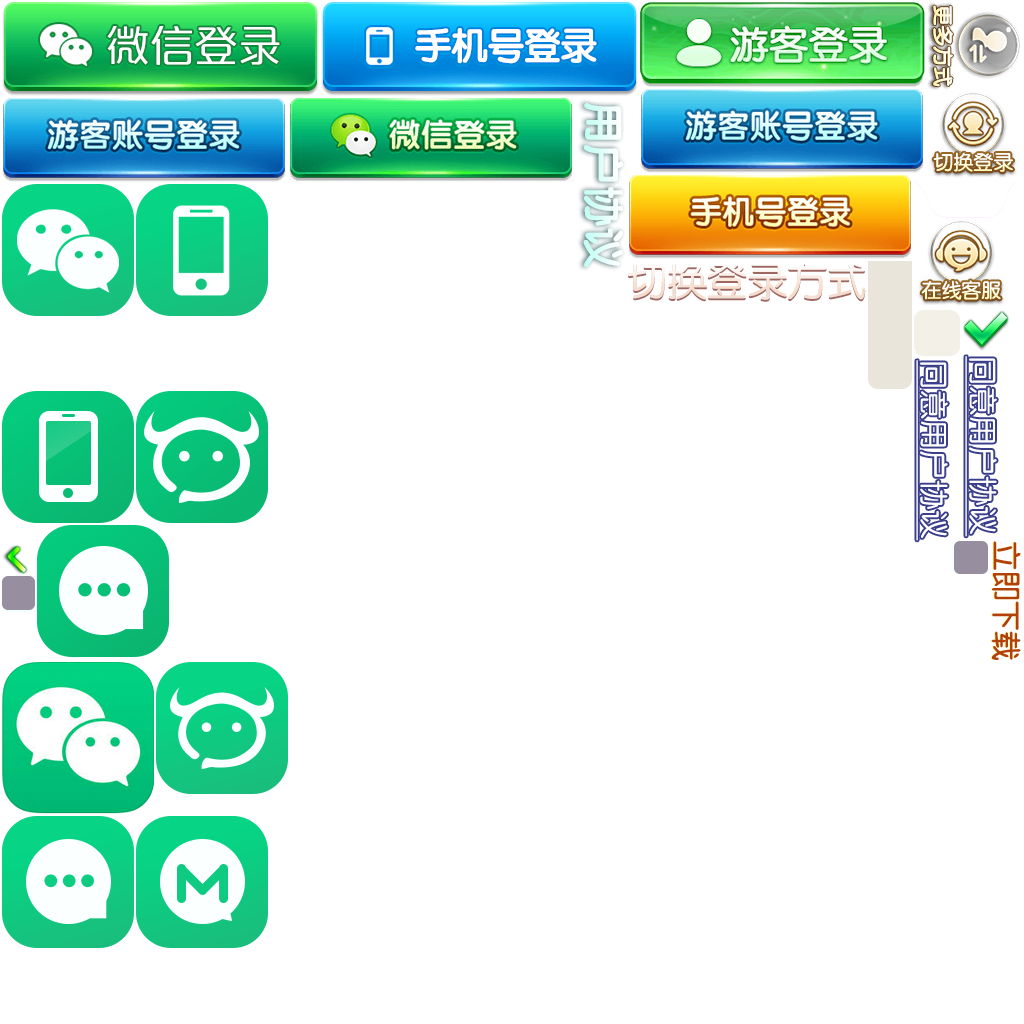 微信登录
手机号登录
游客登录
更多方式
游客账号登录
微信登录
用户协议
游客账号登录
切换登录
手机号登录
切换登录方式
在线客服
同意用户协议
同意用户协议
立即下载
M